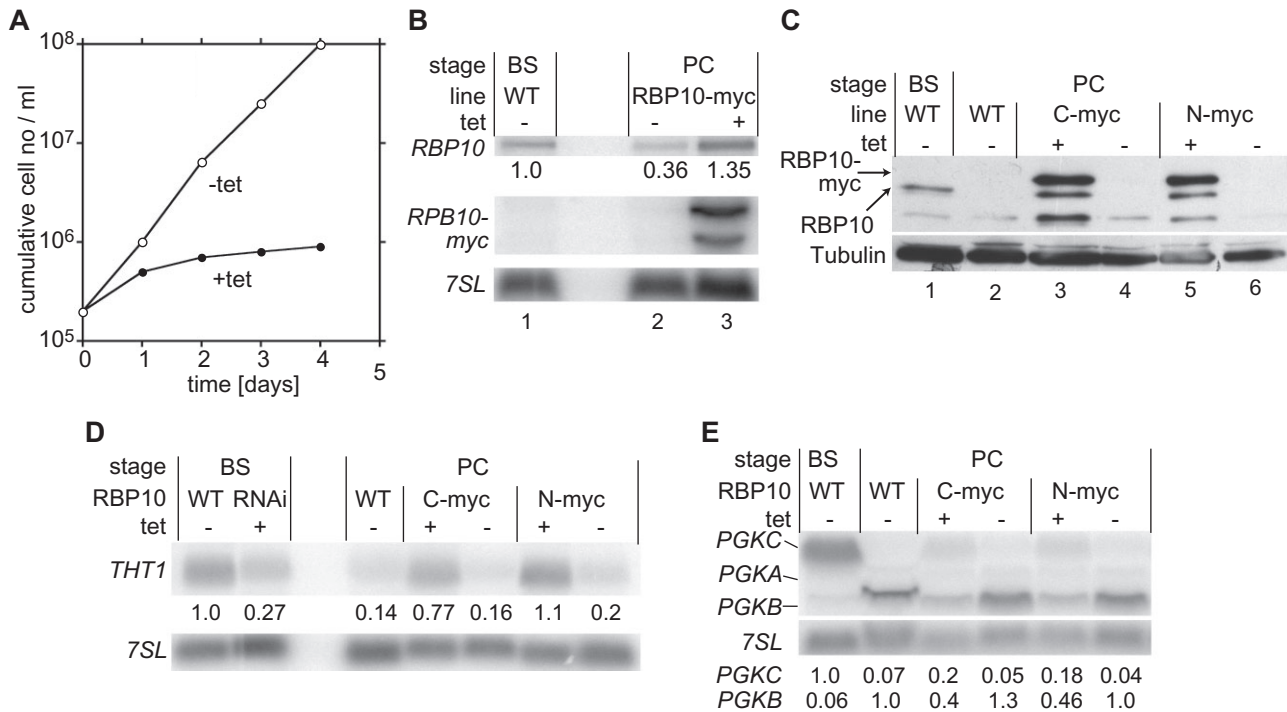 A
10⁸
10⁷
10⁶
10⁵
cumulative cell no / ml
-tet
+tet
0 1 2 3 4 5
time [days]
B
stage BS PC
line WT RBP10-myc
tet - - +
RBP10
1.0 0.36 1.35
RPB10-
myc
7SL
1 2 3
C
stage BS PC
line WT WT C-myc N-myc
tet - - + - + -
RBP10-
myc
RBP10
Tubulin
1 2 3 4 5 6
D
stage BS PC
RBP10 WT RNAi WT C-myc N-myc
tet - + - + - + -
THT1
1.0 0.27 0.14 0.77 0.16 1.1 0.2
7SL
E
stage BS PC
RBP10 WT WT C-myc N-myc
tet - - + - + -
PGKC
PGKA
PGKB
7SL
PGKC 1.0 0.07 0.2 0.05 0.18 0.04
PGKB 0.06 1.0 0.4 1.3 0.46 1.0